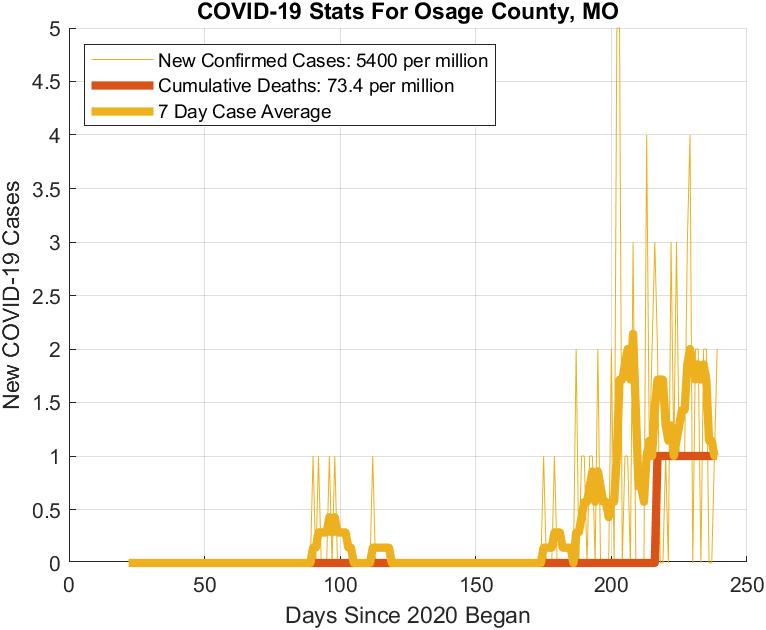 COVID-19 Stats For Osage County, MO
New Confirmed Cases: 5400 per million
Cumulative Deaths: 73.4 per million
7 Day Case Average
New COVID-19 Cases
5
4.5
4
3.5
3
2.5
2
1.5
1
0.5
0
0 50 100 150 200 250
Days Since 2020 Began